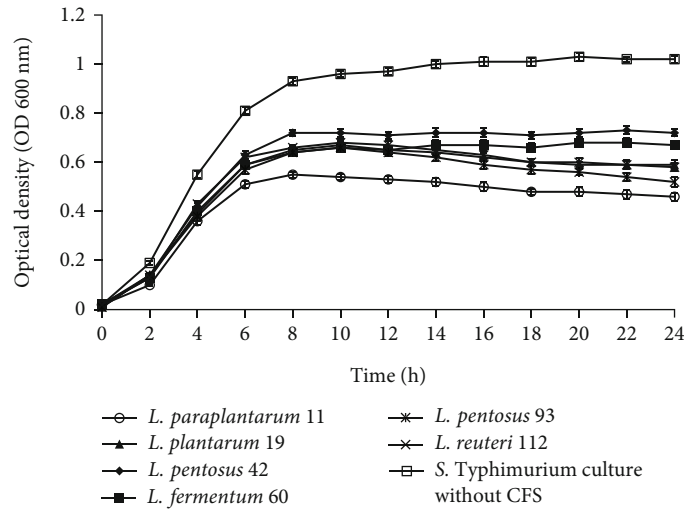 1.2
1
0.8
0.6
0.4
0.2
0
Optical density (OD 600 nm)
0 2 4 6 8 10 12 14 16 18 20 22 24
Time (h)
L. paraplantarum 11
L. plantarum 19
L. pentosus 42
L. fermentum 60
L. pentosus 93
L. reuteri 112
S. Typhimurium culture
without CFS